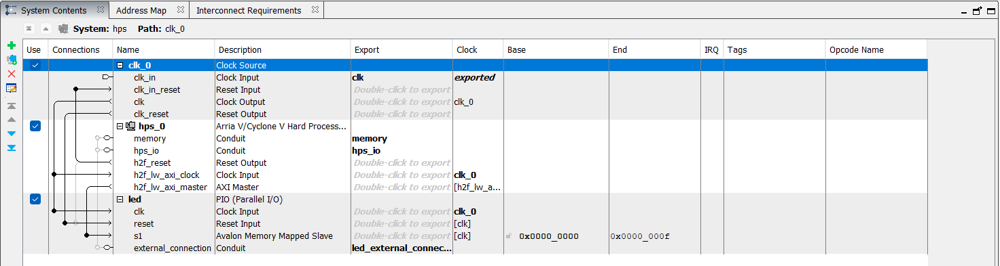 System Contents Address Map Interconnect Requirements
System: hps Path: clk_0
Use Connections Name Description Export Clock Base End IRQ Tags Opcode Name
clk_0 Clock Source
clk_in Clock Input clk exported
clk_in_reset Reset Input Double-click to export
clk Clock Output Double-click to export clk_0
clk_reset Reset Output Double-click to export
hps_0 Arria V/Cyclone V Hard Process...
memory Conduit memory
hps_io Conduit hps_io
h2f_reset Reset Output Double-click to export
h2f_lw_axi_clock Clock Input Double-click to export clk_0
h2f_lw_axi_master AXI Master Double-click to export [h2f_lw_a...
led PIO (Parallel I/O)
clk Clock Input Double-click to export clk_0
reset Reset Input Double-click to export [clk]
s1 Avalon Memory Mapped Slave Double-click to export [clk] 0x0000_0000 0x0000_000f
external_connection Conduit led_external_connec...